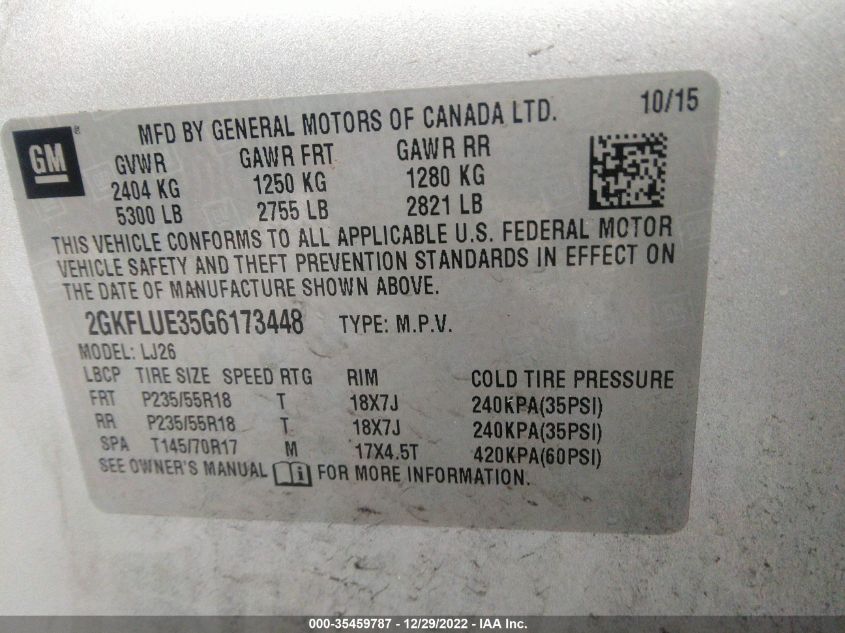 10/15
MFD BY GENERAL MOTORS OF CANADA LTD.
GM
GVWR GAWR FRT GAWR RR
2404 KG 1250 KG 1280 KG
5300 LB 2755 LB 2821 LB
THIS VEHICLE CONFORMS TO ALL APPLICABLE U.S. FEDERAL MOTOR
VEHICLE SAFETY AND THEFT PREVENTION STANDARDS IN EFFECT ON
THE DATE OF MANUFACTURE SHOWN ABOVE.
2GKFLUE35G6173448 TYPE: M.P.V.
MODEL: LJ26
LBCP TIRE SIZE SPEED RTG RIM COLD TIRE PRESSURE
FRT P235/55R18 T 18X7J 240KPA(35PSI)
RR P235/55R18 T 18X7J 240KPA(35PSI)
SPA T145/70R17 M 17X4.5T 420KPA(60PSI)
SEE OWNER'S MANUAL FOR MORE INFORMATION.
000-35459787 - 12/29/2022 - IAA Inc.